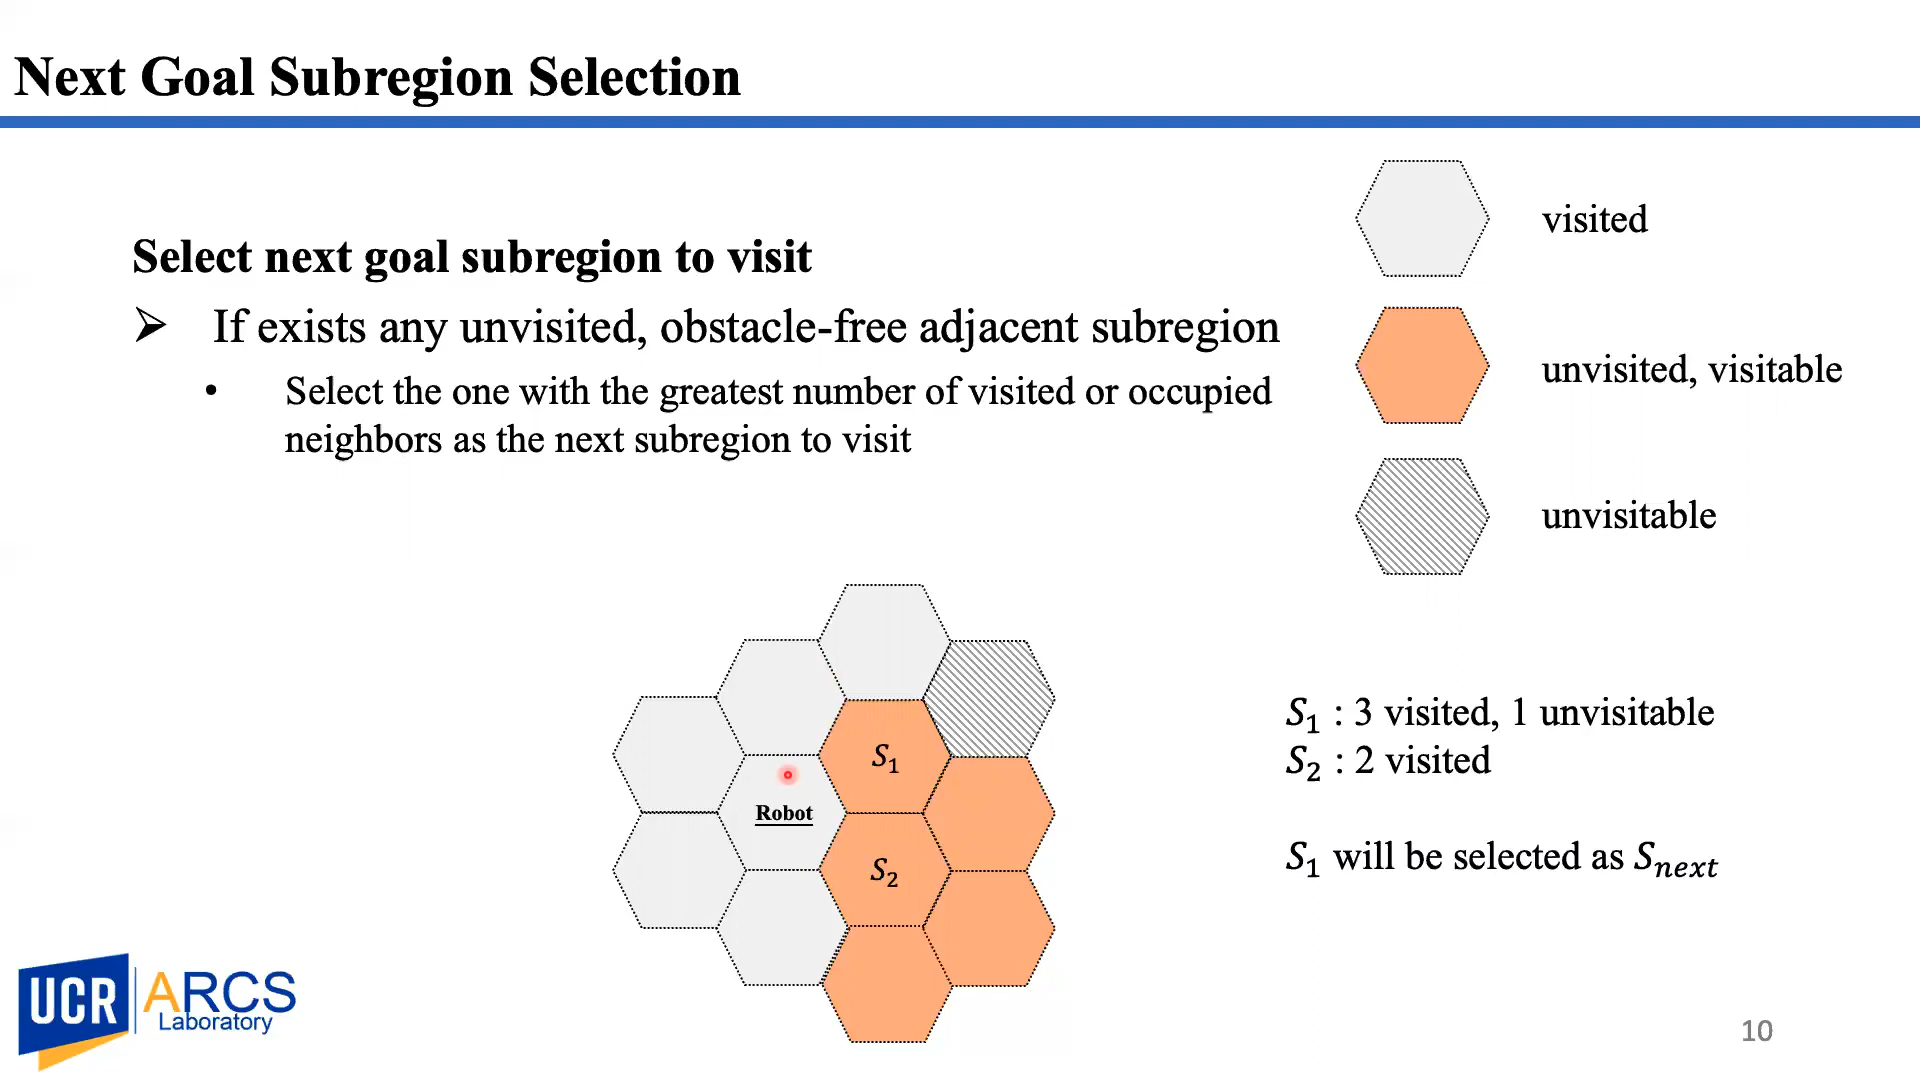 Next Goal Subregion Selection
Select next goal subregion to visit
➢ If exists any unvisited, obstacle-free adjacent subregion
• Select the one with the greatest number of visited or occupied
neighbors as the next subregion to visit
visited
unvisited, visitable
unvisitable
S₁
Robot
S₂
S₁ : 3 visited, 1 unvisitable
S₂ : 2 visited
S₁ will be selected as Sₙₑₓₜ
UCR ARCS
Laboratory
10